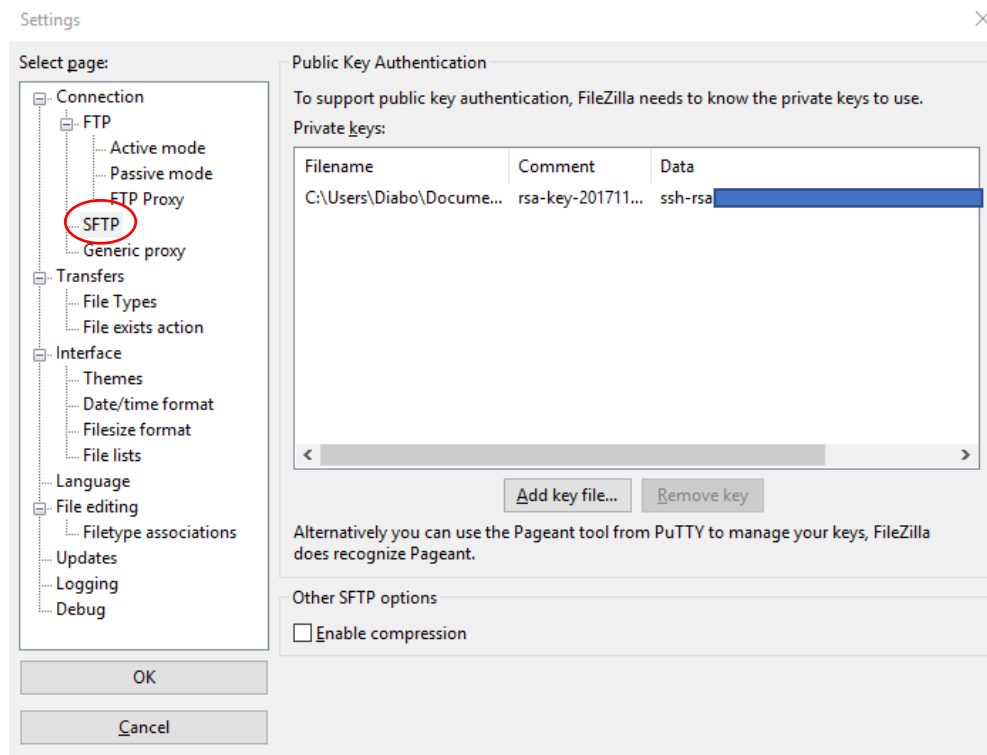 Settings
Select page:
Connection
FTP
Active mode
Passive mode
FTP Proxy
SFTP
Generic proxy
Transfers
File Types
File exists action
Interface
Themes
Date/time format
Filesize format
File lists
Language
File editing
Filetype associations
Updates
Logging
Debug
OK
Cancel
Public Key Authentication
To support public key authentication, FileZilla needs to know the private keys to use.
Private keys:
Filename Comment Data
C:\Users\Diabo\Docume... rsa-key-201711... ssh-rsa
Add key file... Remove key
Alternatively you can use the Pageant tool from PuTTY to manage your keys, FileZilla
does recognize Pageant.
Other SFTP options
Enable compression